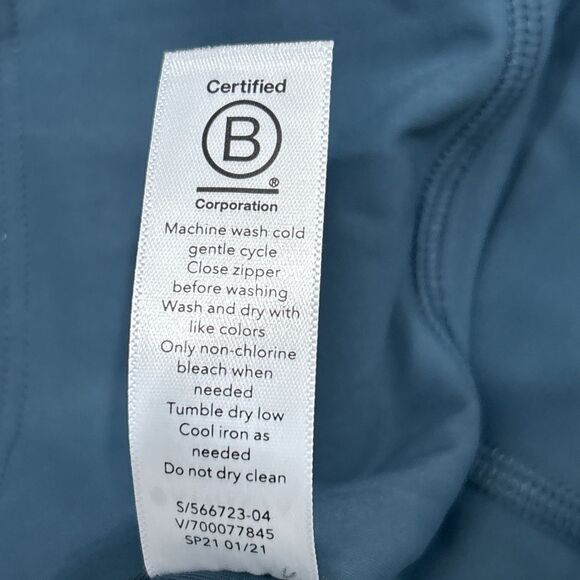 Certified
B
®
Corporation
Machine wash cold
gentle cycle
Close zipper
before washing
Wash and dry with
like colors
Only non-chlorine
bleach when
needed
Tumble dry low
Cool iron as
needed
Do not dry clean
S/566723-04
V/700077845
SP21 01/21